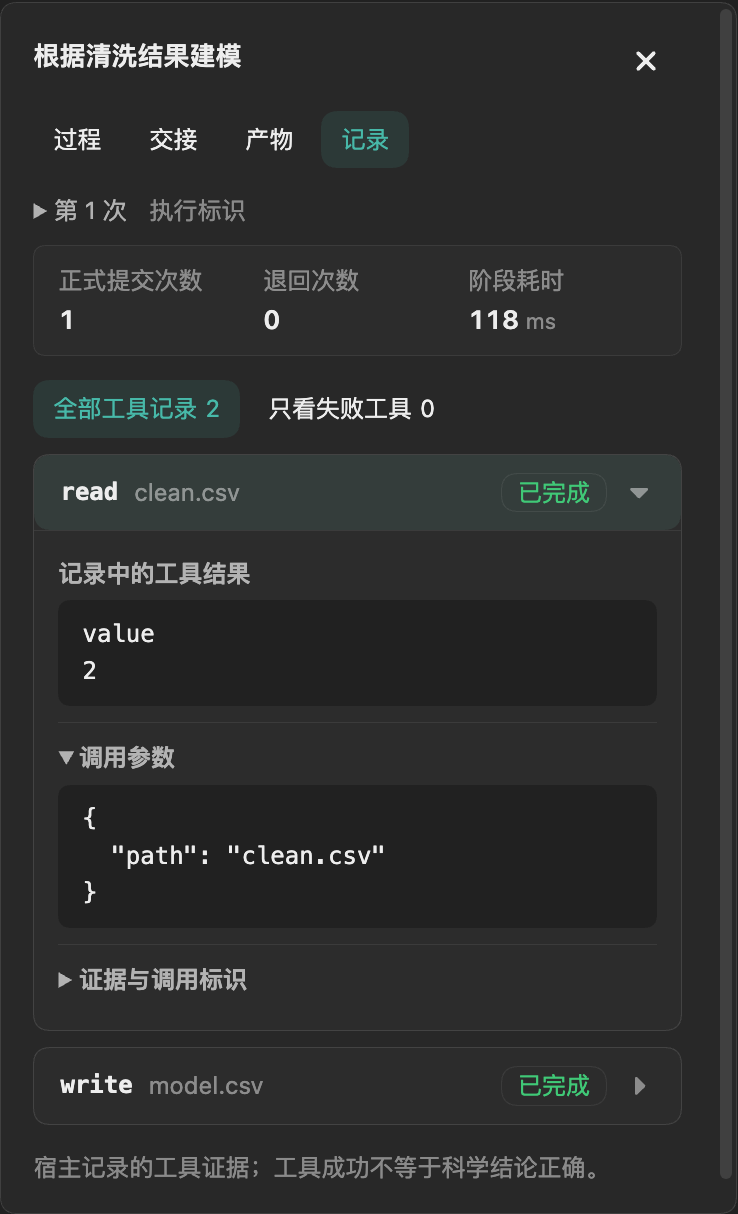 根据清洗结果建模
过程 交接 产物 记录
第 1 次 执行标识
正式提交次数 退回次数 阶段耗时
1 0 118 ms
全部工具记录 2 只看失败工具 0
read clean.csv 已完成
记录中的工具结果
value
2
调用参数
{
"path": "clean.csv"
}
证据与调用标识
write model.csv 已完成
宿主记录的工具证据；工具成功不等于科学结论正确。